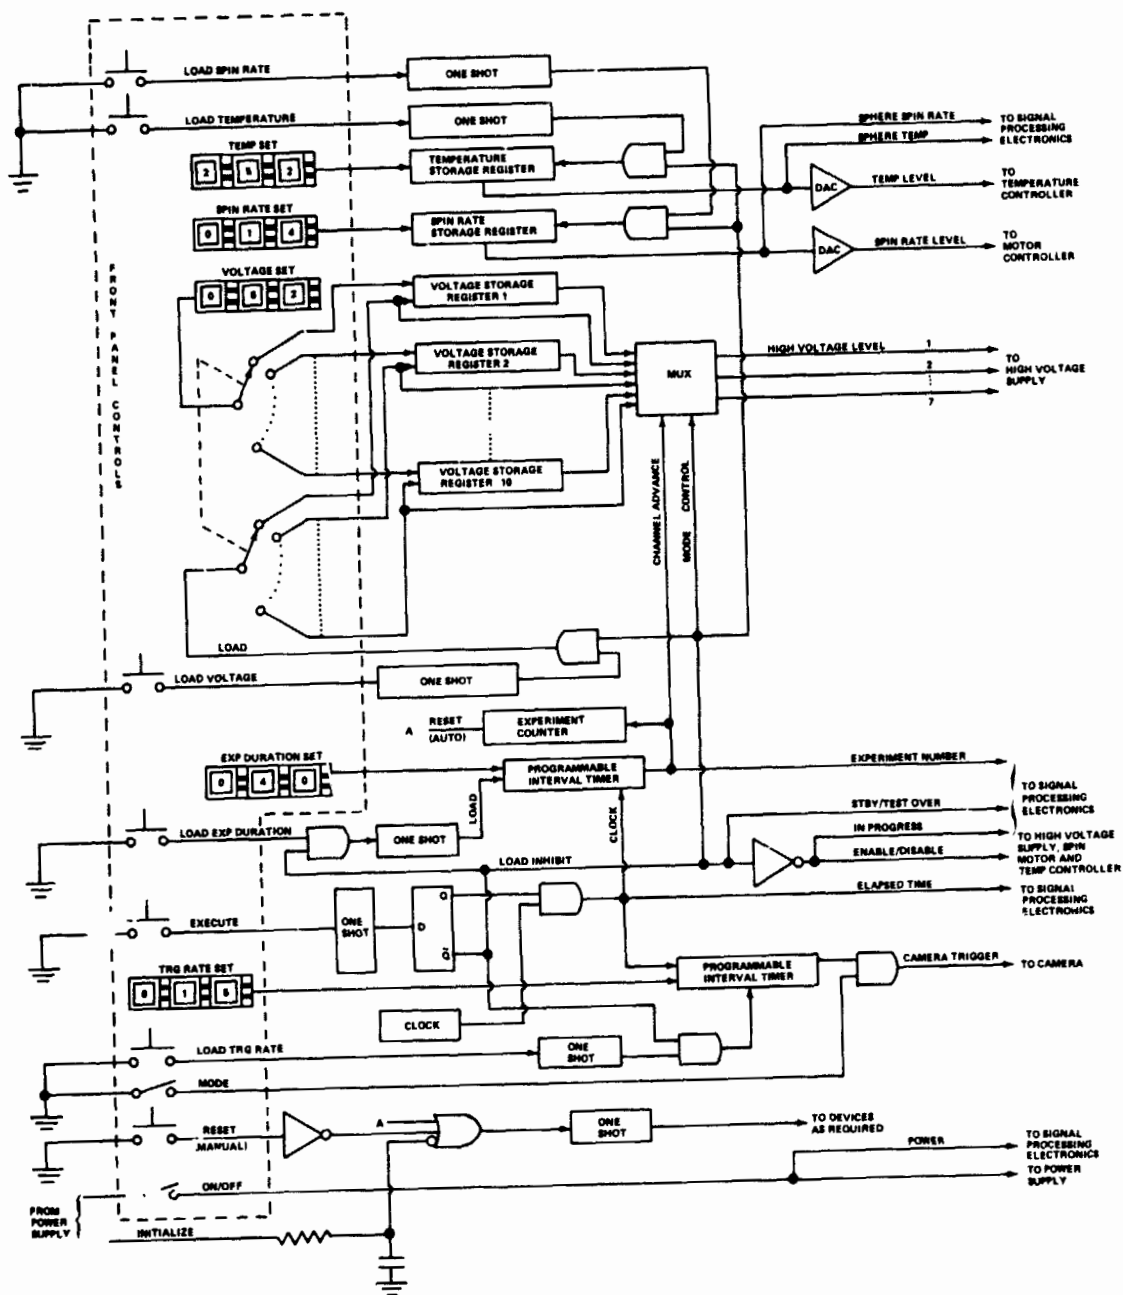 LOAD SPIN RATE
ONE SHOT
LOAD TEMPERATURE
ONE SHOT
SPHERE SPIN RATE
SPHERE TEMP
TO SIGNAL
PROCESSING
ELECTRONICS
TEMP SET
2 5 2
TEMPERATURE
STORAGE REGISTER
DAC
TEMP LEVEL
TO
TEMPERATURE
CONTROLLER
SPIN RATE SET
0 1 4
SPIN RATE
STORAGE REGISTER
DAC
SPIN RATE LEVEL
TO
MOTOR
CONTROLLER
FRONT PANEL CONTROLS
VOLTAGE SET
0 5 2
VOLTAGE STORAGE
REGISTER 1
VOLTAGE STORAGE
REGISTER 2
MUX
HIGH VOLTAGE LEVEL
1
2
7
TO
HIGH VOLTAGE
SUPPLY
VOLTAGE STORAGE
REGISTER 10
CHANNEL ADVANCE
MODE CONTROL
LOAD
LOAD VOLTAGE
ONE SHOT
A
RESET
(AUTO)
EXPERIMENT
COUNTER
EXP DURATION SET
0 4 0
PROGRAMMABLE
INTERVAL TIMER
EXPERIMENT NUMBER
LOAD
CLOCK
STBY/TEST OVER
TO SIGNAL
PROCESSING
ELECTRONICS
LOAD EXP DURATION
ONE SHOT
IN PROGRESS
LOAD INHIBIT
ENABLE/DISABLE
TO HIGH VOLTAGE
SUPPLY, SPIN
MOTOR AND
TEMP CONTROLLER
EXECUTE
ONE
SHOT
D
Q
Q
ELAPSED TIME
TO SIGNAL
PROCESSING
ELECTRONICS
TRG RATE SET
0 1 5
PROGRAMMABLE
INTERVAL TIMER
CAMERA TRIGGER
TO CAMERA
CLOCK
LOAD TRG RATE
ONE
SHOT
MODE
RESET
(MANUAL)
A
ONE
SHOT
TO DEVICES
AS REQUIRED
POWER
TO SIGNAL
PROCESSING
ELECTRONICS
ON/OFF
TO POWER
SUPPLY
FROM
POWER
SUPPLY
INITIALIZE